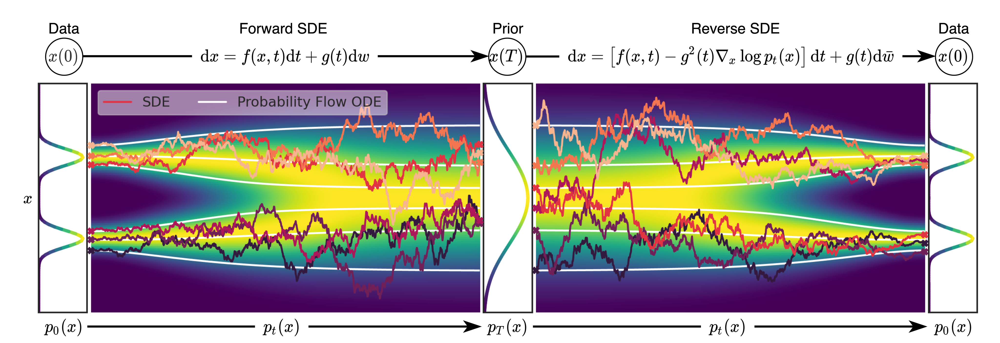 Data Forward SDE Prior Reverse SDE Data
x(0) dx = f(x, t)dt + g(t)dw x(T) dx = [f(x, t) − g²(t)∇ₓ log pₜ(x)] dt + g(t)dw̄ x(0)
SDE Probability Flow ODE
x
p₀(x) pₜ(x) p_T(x) pₜ(x) p₀(x)